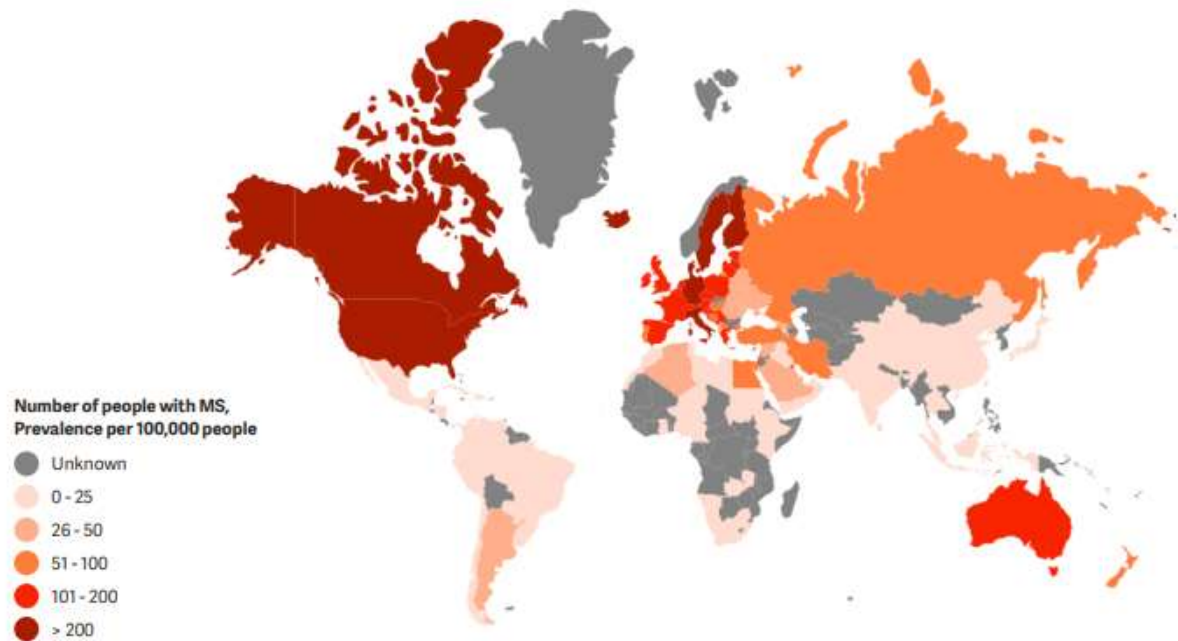 Number of people with MS,
Prevalence per 100,000 people
Unknown
0 - 25
26 - 50
51 - 100
101 - 200
> 200